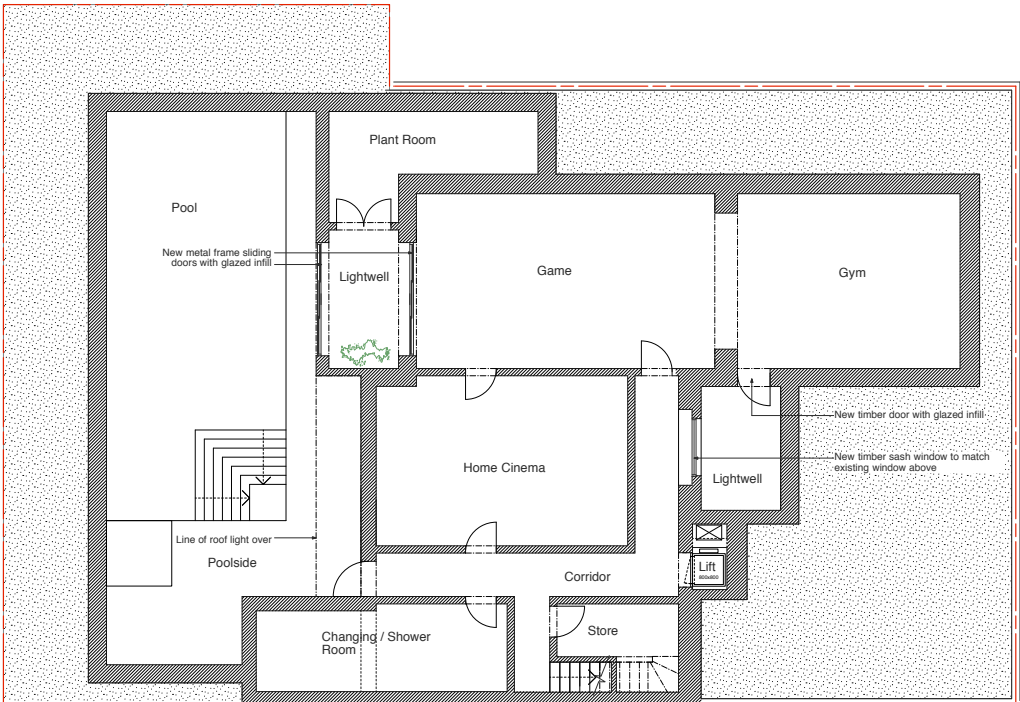 Plant Room
Pool
New metal frame sliding
doors with glazed infill
Lightwell
Game
Gym
New timber door with glazed infill
Home Cinema
New timber sash window to match
existing window above
Lightwell
Line of roof light over
Poolside
Corridor
Lift
800x800
Changing / Shower
Room
Store